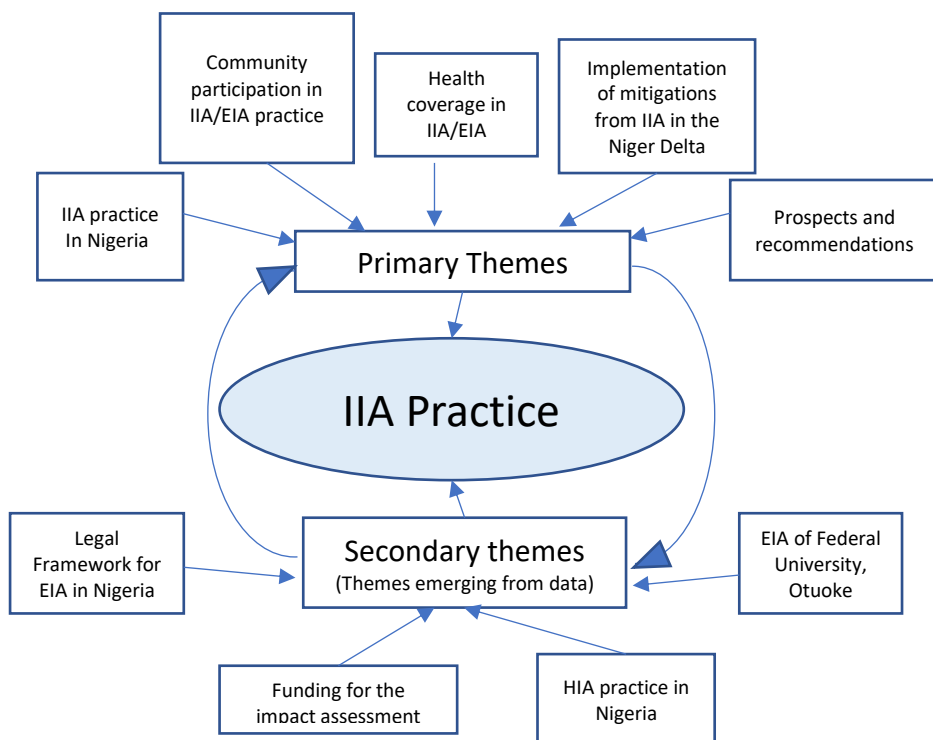 Community
participation in
IIA/EIA practice
Health
coverage in
IIA/EIA
Implementation
of mitigations
from IIA in the
Niger Delta
IIA practice
In Nigeria
Prospects and
recommendations
Primary Themes
IIA Practice
Legal
Framework for
EIA in Nigeria
Secondary themes
(Themes emerging from data)
EIA of Federal
University,
Otuoke
Funding for the
impact assessment
HIA practice in
Nigeria